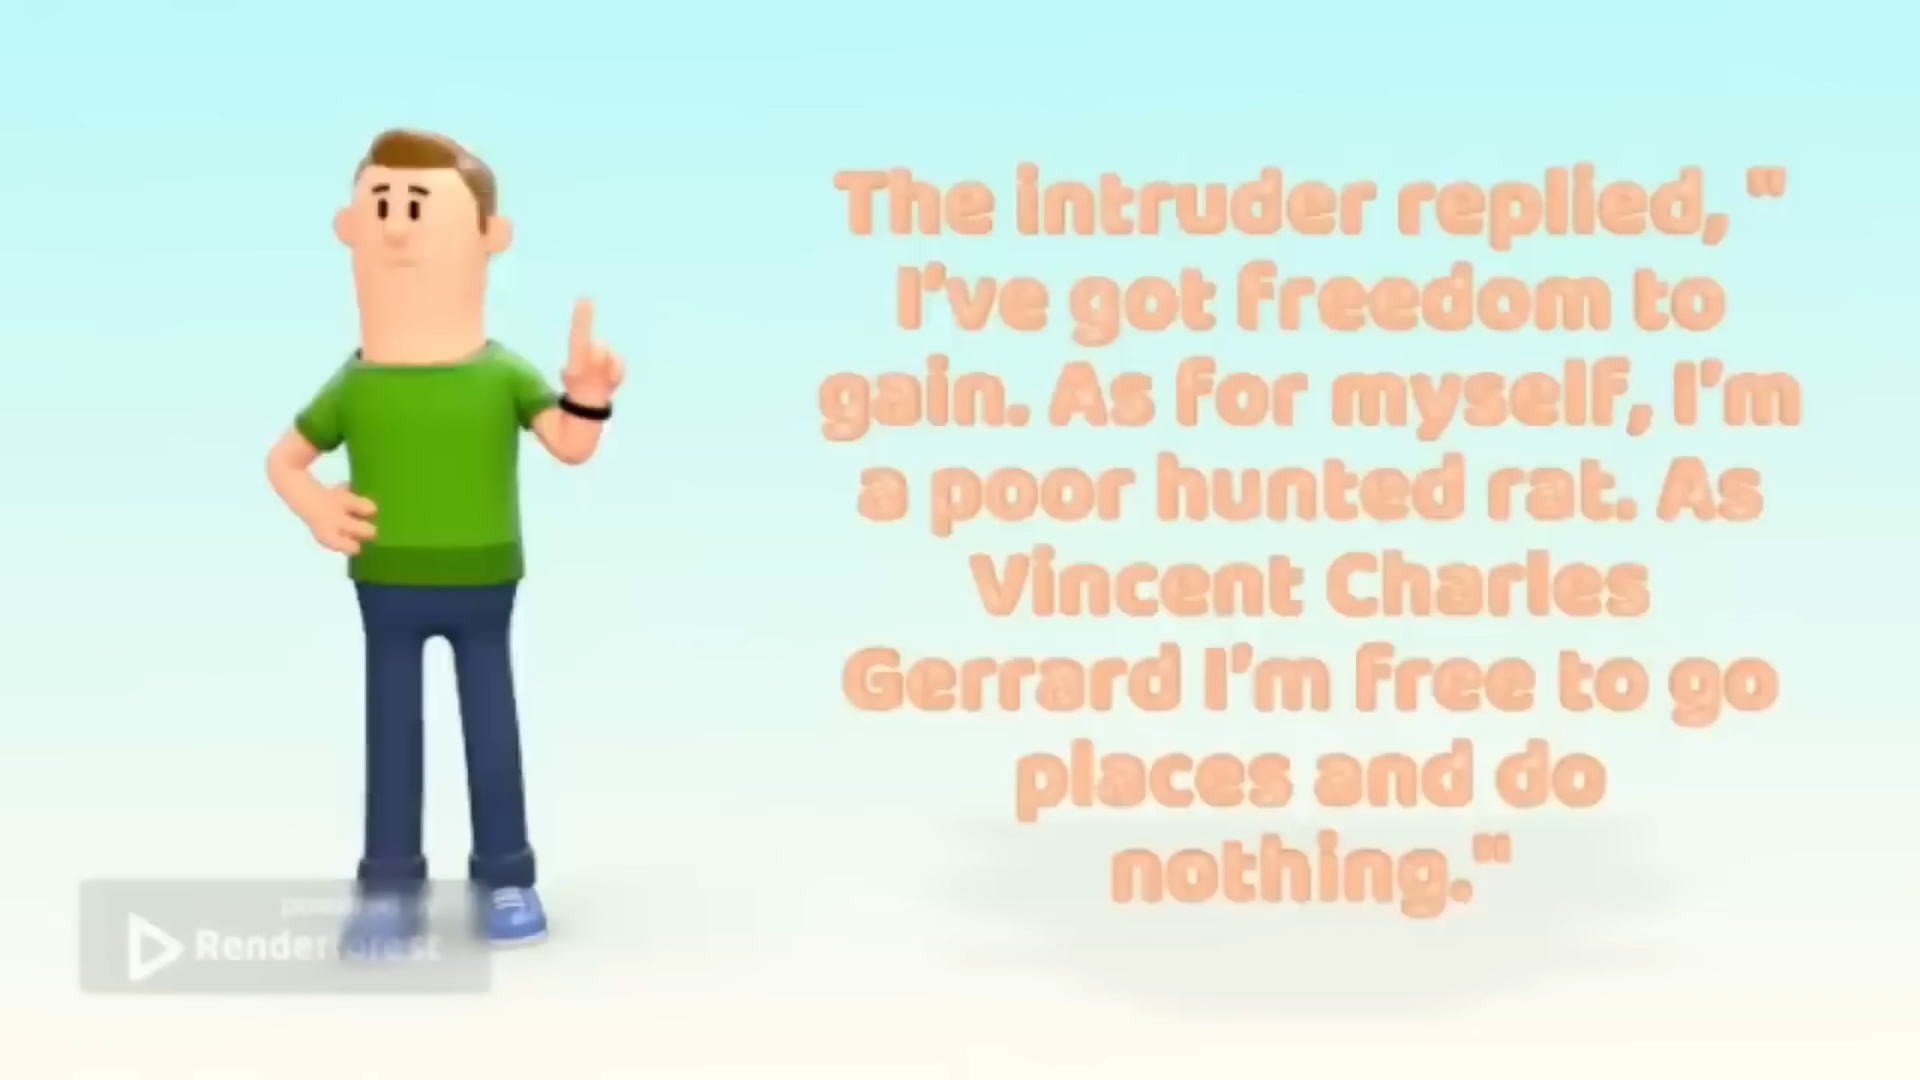 The intruder replied, "
I've got freedom to
gain. As for myself, I'm
a poor hunted rat. As
Vincent Charles
Gerrard I'm free to go
places and do
nothing."
Renderforest